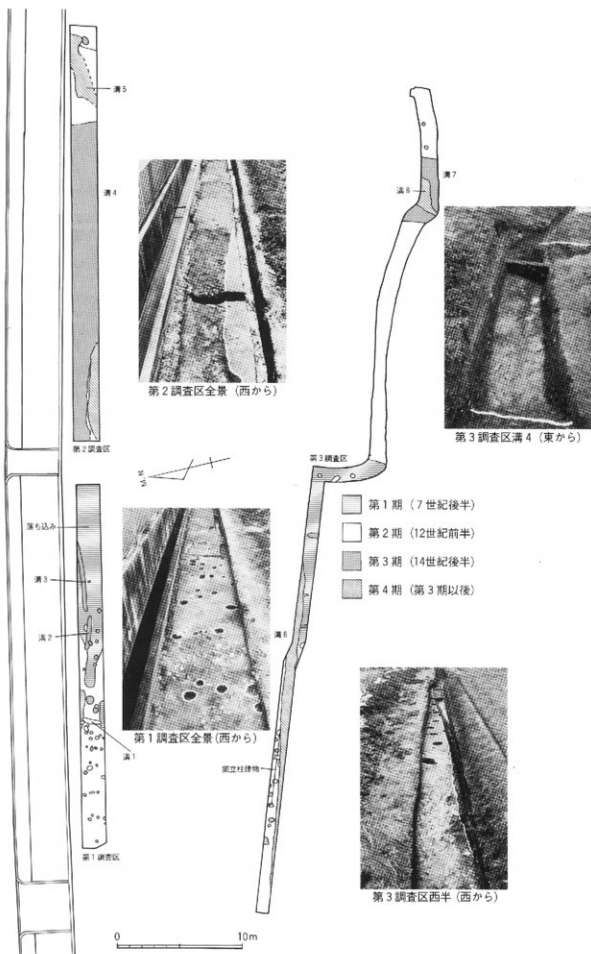 溝5
溝4
第2調査区
第2調査区全景（西から）
溝7
溝8
第3調査区溝4（東から）
第3調査区
第1期（7世紀後半）
第2期（12世紀前半）
第3期（14世紀後半）
第4期（第3期以後）
落ち込み
溝3
溝2
溝1
第1調査区
第1調査区全景（西から）
溝6
掘立柱建物
第3調査区西半（西から）
0 10m